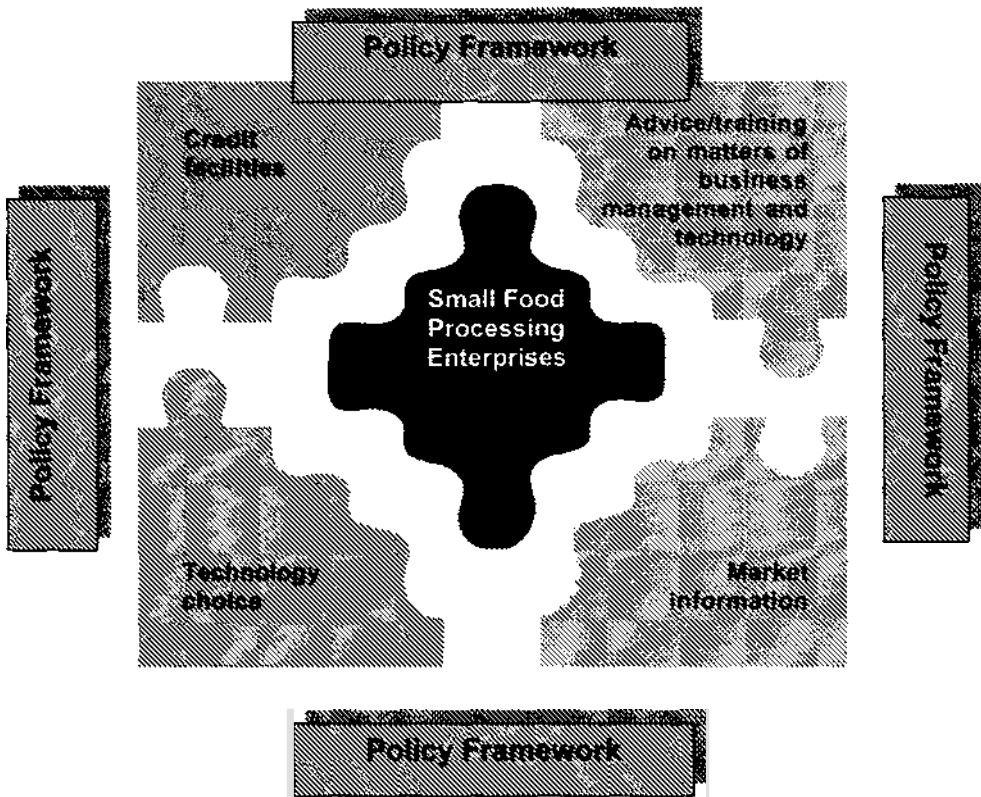 Policy Framework
Credit
facilities
Advice/training
on matters of
business
management and
technology
Policy Framework
Small Food
Processing
Enterprises
Policy Framework
Technology
choice
Market
information
Policy Framework